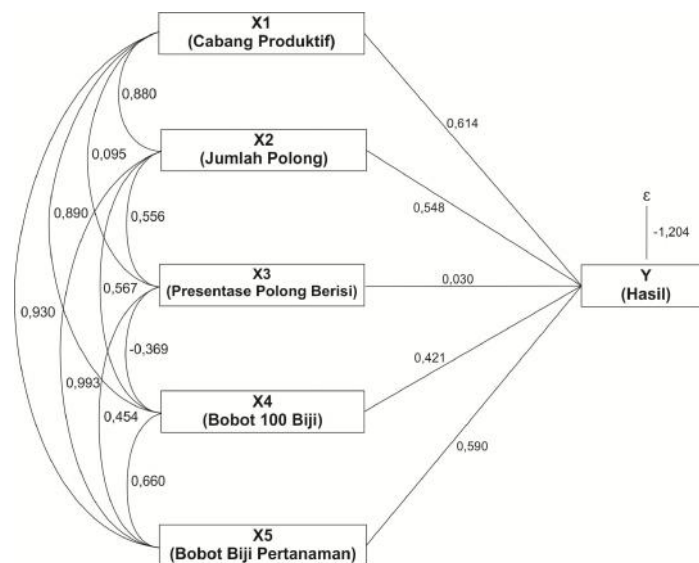 X1
(Cabang Produktif)
0,880
0,614
0,095
X2
(Jumlah Polong)
0,548
ε
-1,204
0,890
0,556
X3
(Presentase Polong Berisi)
0,030
Y
(Hasil)
0,567
0,930
-0,369
0,421
0,993
X4
(Bobot 100 Biji)
0,454
0,590
0,660
X5
(Bobot Biji Pertanaman)